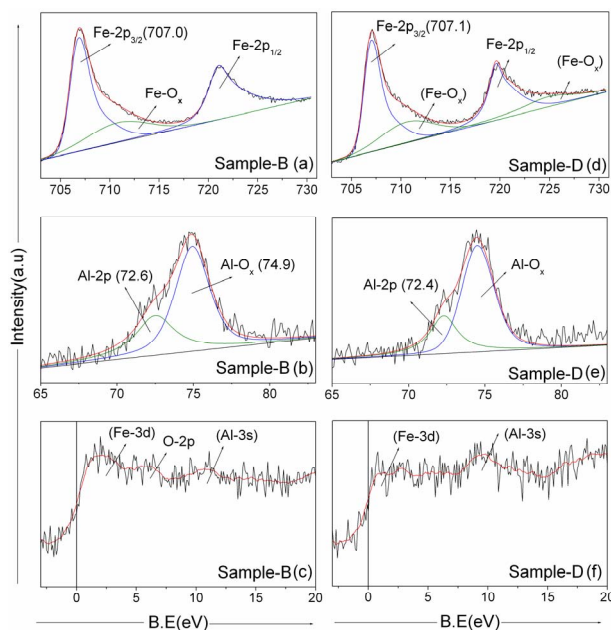 Intensity(a.u)
Fe-2p3/2(707.0)
Fe-2p1/2
Fe-Ox
Sample-B (a)
705 710 715 720 725 730
Fe-2p3/2(707.1)
Fe-2p1/2
(Fe-Ox)
(Fe-Ox)
Sample-D (d)
705 710 715 720 725 730
Al-Ox (74.9)
Al-2p (72.6)
Sample-B (b)
65 70 75 80
Al-Ox
Al-2p (72.4)
Sample-D (e)
65 70 75 80
(Fe-3d)
O-2p
(Al-3s)
Sample-B(c)
0 5 10 15 20
B.E(eV)
(Fe-3d)
(Al-3s)
Sample-D (f)
0 5 10 15 20
B.E(eV)